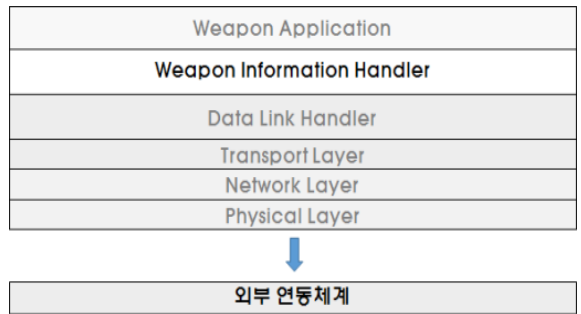 Weapon Application
Weapon Information Handler
Data Link Handler
Transport Layer
Network Layer
Physical Layer
외부 연동체계